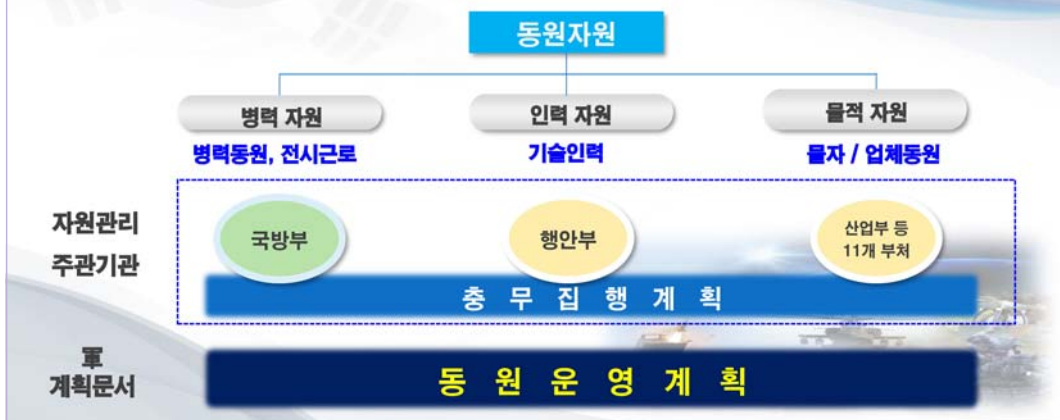 동원자원
병력 자원
인력 자원
물적 자원
병력동원, 전시근로
기술인력
물자 / 업체동원
자원관리
주관기관
국방부
행안부
산업부 등
11개 부처
충 무 집 행 계 획
軍
계획문서
동 원 운 영 계 획